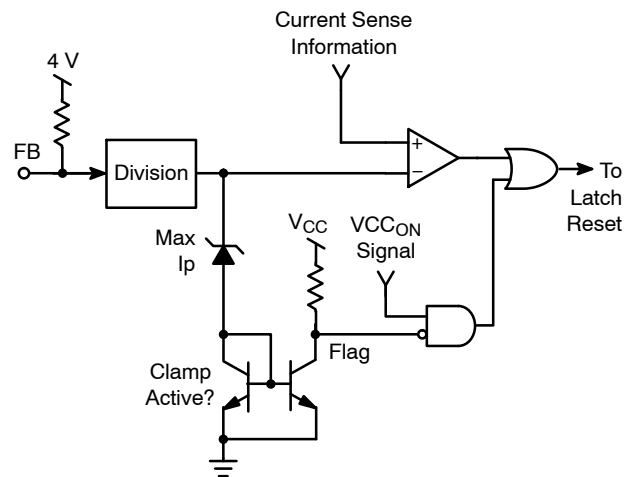 Current Sense
Information
4 V
FB
Division
+
−
To
Latch
Reset
Max
Ip
VCC
VCCON
Signal
Flag
Clamp
Active?